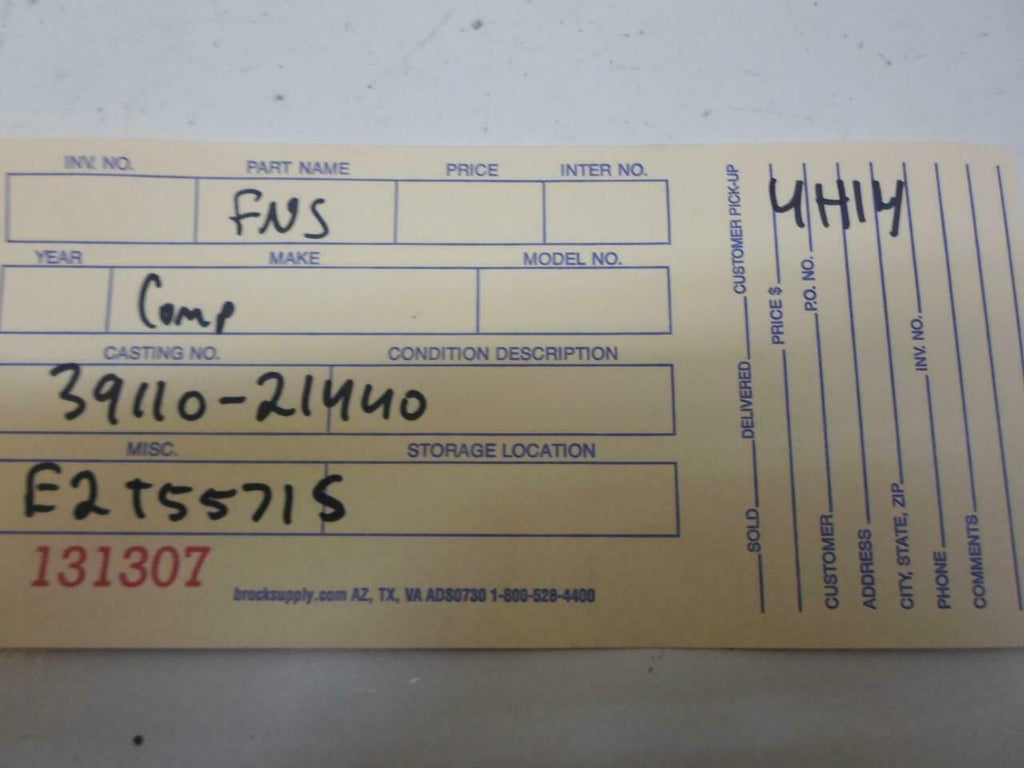 INV. NO. PART NAME PRICE INTER NO.
FNS
YEAR MAKE MODEL NO.
Comp
CASTING NO. CONDITION DESCRIPTION
39110-21440
MISC. STORAGE LOCATION
E2T55571S
131307
brocksupply.com AZ, TX, VA ADS0730 1-800-528-4400
4H14
SOLD DELIVERED CUSTOMER PICK-UP
PRICE $
CUSTOMER P.O. NO.
ADDRESS
CITY, STATE, ZIP INV. NO.
PHONE
COMMENTS